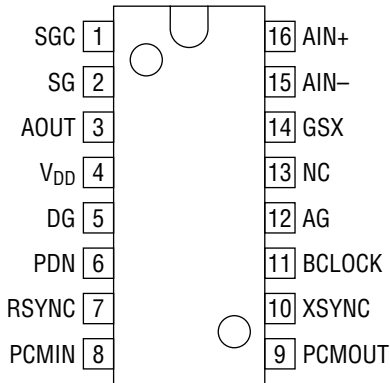 SGC 1 16 AIN+
SG 2 15 AIN–
AOUT 3 14 GSX
VDD 4 13 NC
DG 5 12 AG
PDN 6 11 BCLOCK
RSYNC 7 10 XSYNC
PCMIN 8 9 PCMOUT